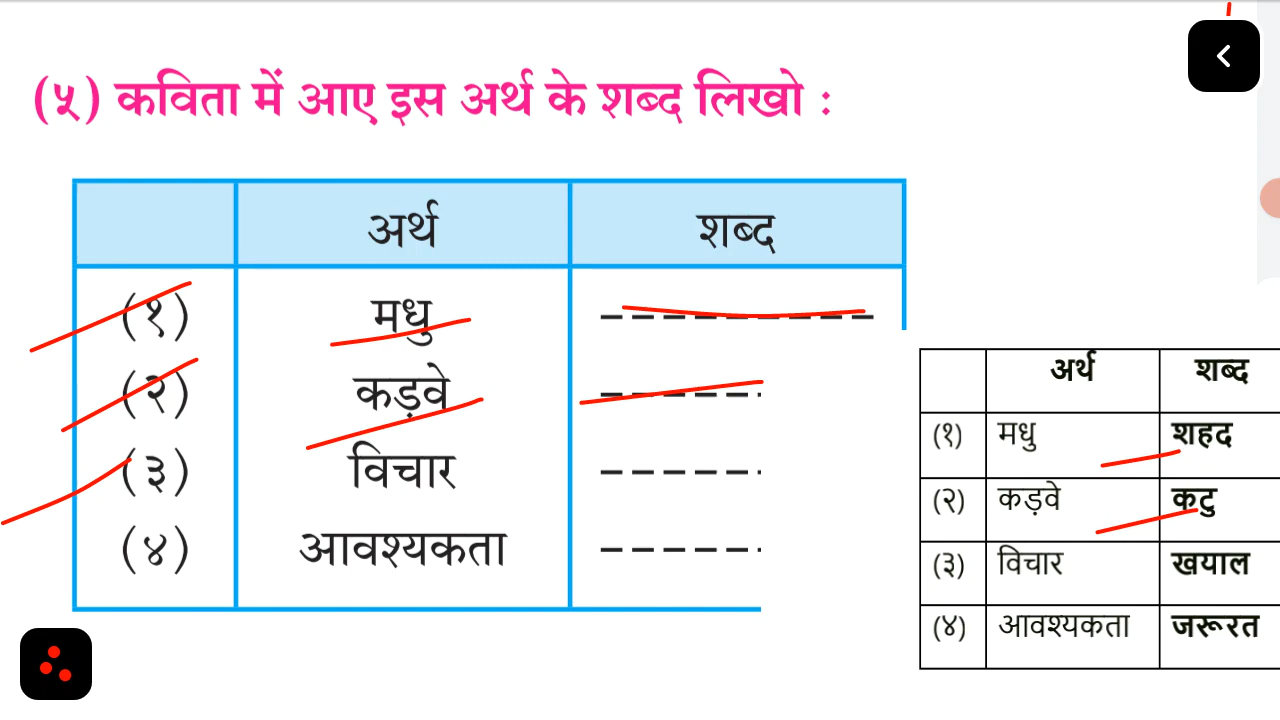 (५) कविता में आए इस अर्थ के शब्द लिखो :
अर्थ शब्द
(१) मधु ---------
(२) कड़वे ------
(३) विचार ------
(४) आवश्यकता ------
अर्थ शब्द
(१) मधु शहद
(२) कड़वे कटु
(३) विचार खयाल
(४) आवश्यकता जरूरत